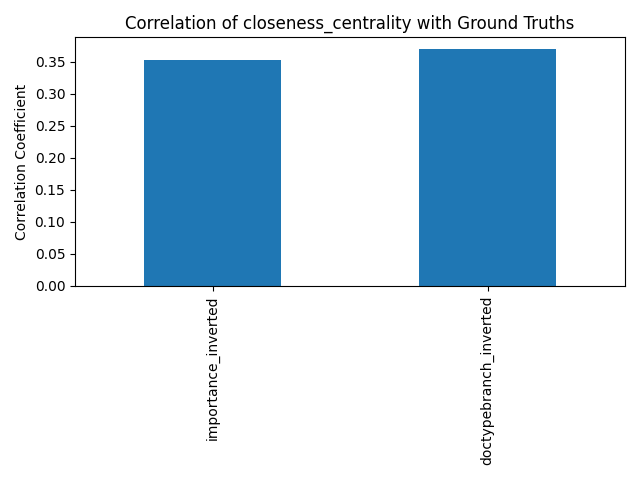 Correlation of closeness_centrality with Ground Truths
Correlation Coefficient
0.35
0.30
0.25
0.20
0.15
0.10
0.05
0.00
importance_inverted
doctypebranch_inverted